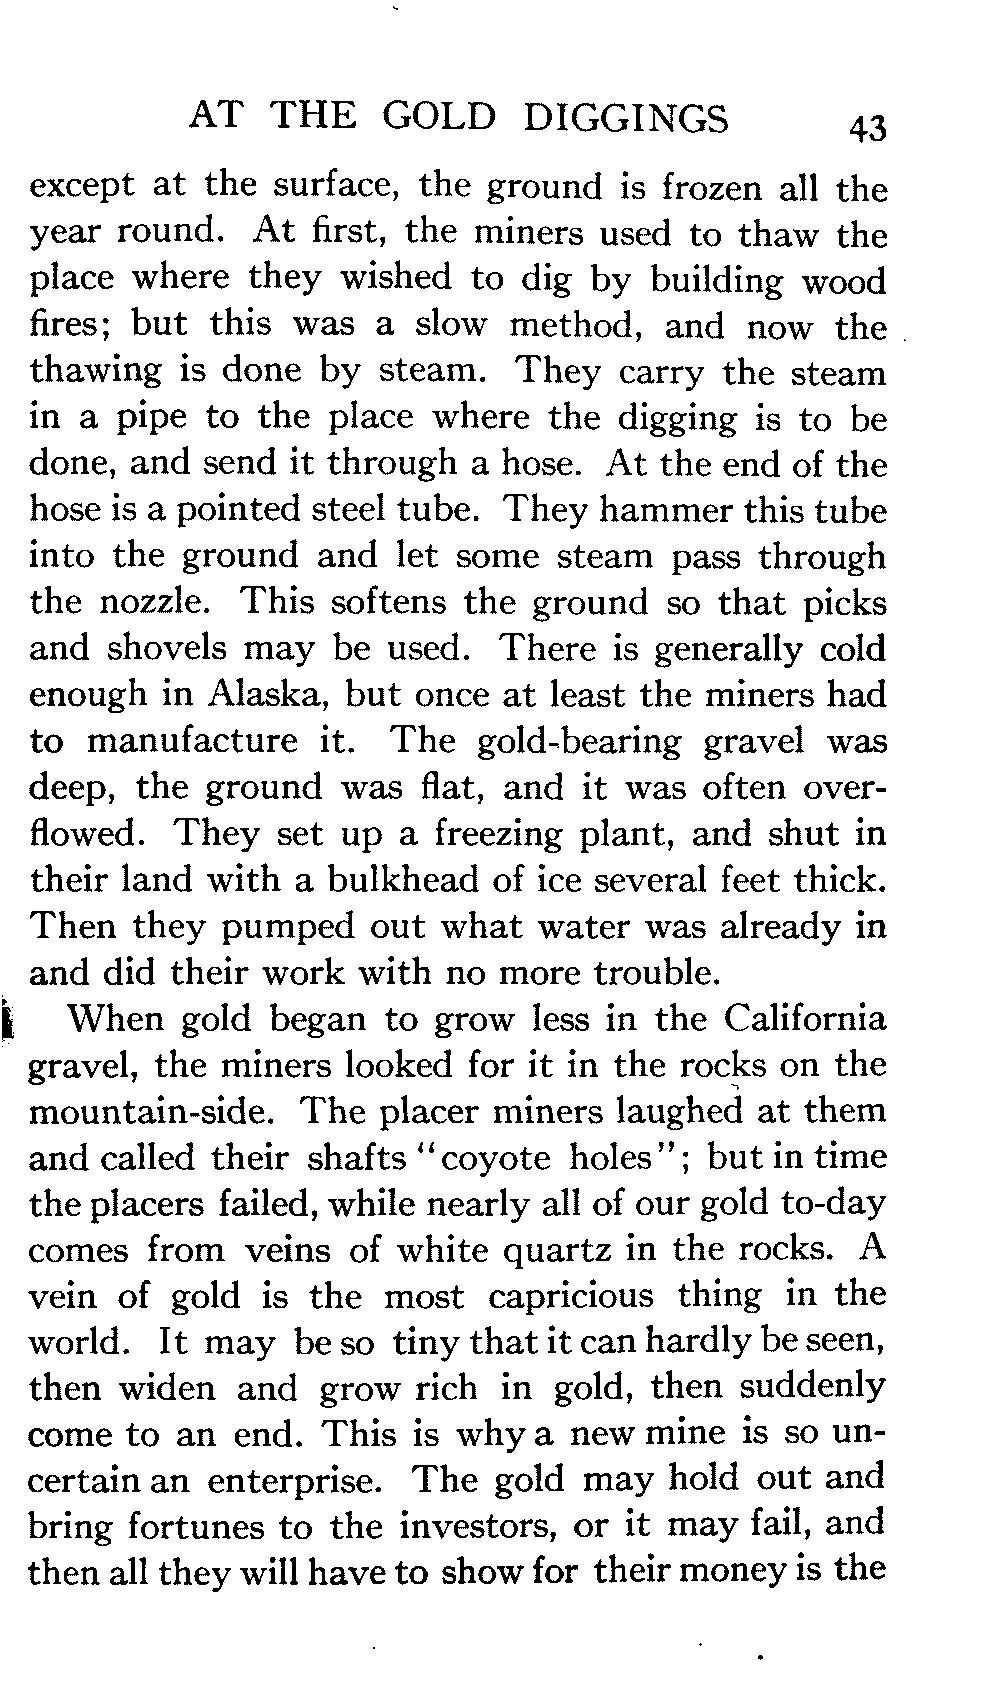 AT THE GOLD DIGGINGS 43
except at the surface, the ground is frozen all the
year round. At first, the miners used to thaw the
place where they wished to dig by building wood
fires; but this was a slow method, and now the
thawing is done by steam. They carry the steam
in a pipe to the place where the digging is to be
done, and send it through a hose. At the end of the
hose is a pointed steel tube. They hammer this tube
into the ground and let some steam pass through
the nozzle. This softens the ground so that picks
and shovels may be used. There is generally cold
enough in Alaska, but once at least the miners had
to manufacture it. The gold-bearing gravel was
deep, the ground was flat, and it was often over-
flowed. They set up a freezing plant, and shut in
their land with a bulkhead of ice several feet thick.
Then they pumped out what water was already in
and did their work with no more trouble.
When gold began to grow less in the California
gravel, the miners looked for it in the rocks on the
mountain-side. The placer miners laughed at them
and called their shafts "coyote holes"; but in time
the placers failed, while nearly all of our gold to-day
comes from veins of white quartz in the rocks. A
vein of gold is the most capricious thing in the
world. It may be so tiny that it can hardly be seen,
then widen and grow rich in gold, then suddenly
come to an end. This is why a new mine is so un-
certain an enterprise. The gold may hold out and
bring fortunes to the investors, or it may fail, and
then all they will have to show for their money is the